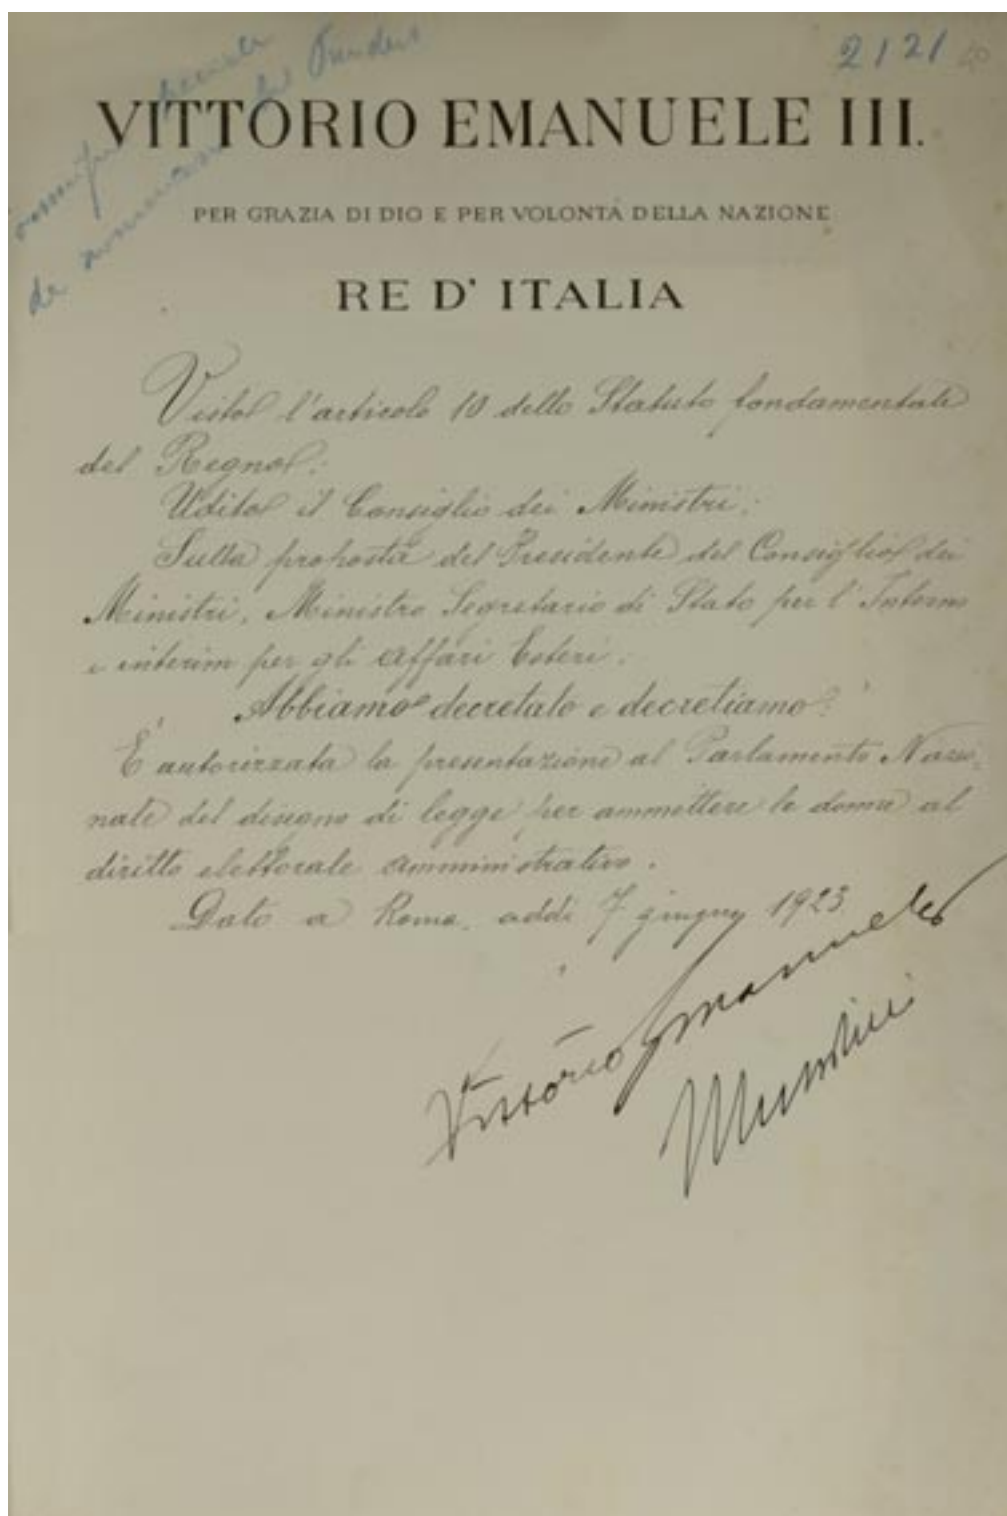 2121
VITTORIO EMANUELE III.
PER GRAZIA DI DIO E PER VOLONTÀ DELLA NAZIONE
RE D' ITALIA
Visto l'articolo 10 dello Statuto fondamentale
del Regno;
Udito il Consiglio dei Ministri;
Sulla proposta del Presidente del Consiglio dei
Ministri, Ministro Segretario di Stato per l'Interno
e interim per gli Affari Esteri;
Abbiamo decretato e decretiamo:
È autorizzata la presentazione al Parlamento Nazio-
nale del disegno di legge per ammettere le donne al
diritto elettorale amministrativo.
Dato a Roma, addì 7 giugno 1923
Vittorio Emanuele
Mussolini